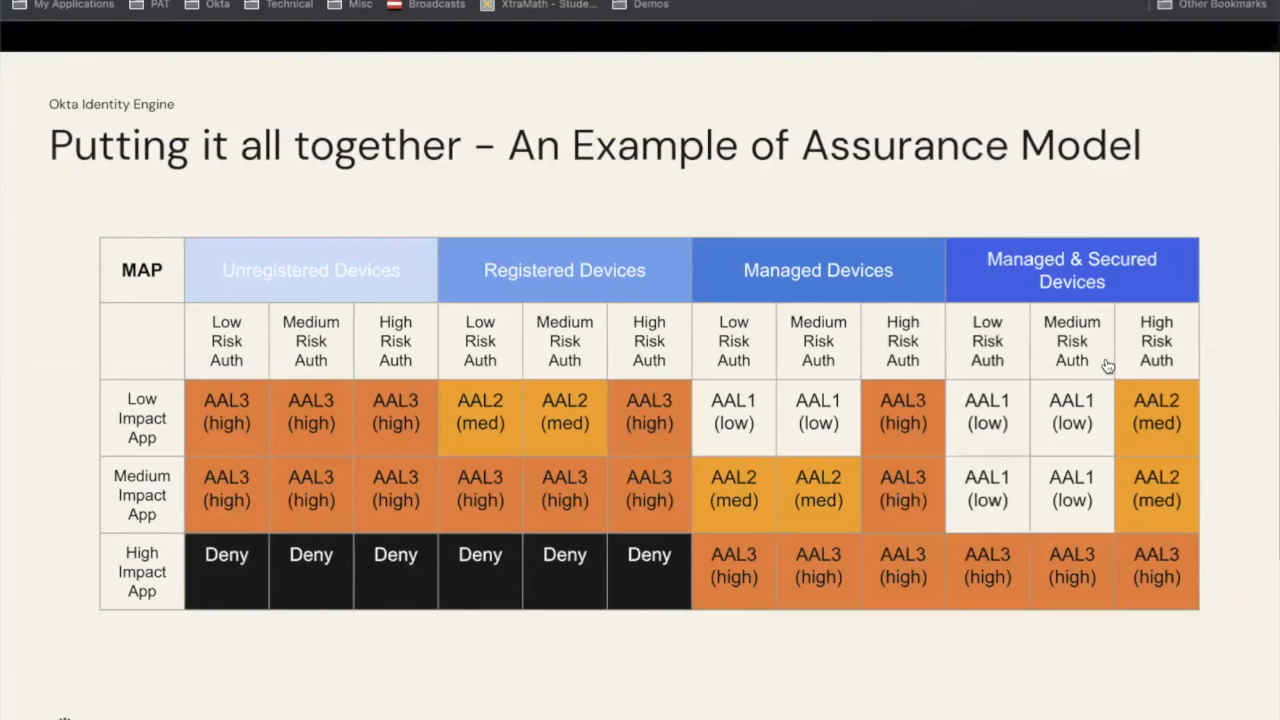 My Applications PAT Okta Technical Misc Broadcasts XtraMath - Stude... Demos Other Bookmarks
Okta Identity Engine
Putting it all together - An Example of Assurance Model
MAP Unregistered Devices Registered Devices Managed Devices Managed & Secured
Devices
Low Medium High Low Medium High Low Medium High Low Medium High
Risk Risk Risk Risk Risk Risk Risk Risk Risk Risk Risk Risk
Auth Auth Auth Auth Auth Auth Auth Auth Auth Auth Auth Auth
Low AAL3 AAL3 AAL3 AAL2 AAL2 AAL3 AAL1 AAL1 AAL3 AAL1 AAL1 AAL2
Impact (high) (high) (high) (med) (med) (high) (low) (low) (high) (low) (low) (med)
App
Medium AAL3 AAL3 AAL3 AAL3 AAL3 AAL3 AAL2 AAL2 AAL3 AAL1 AAL1 AAL2
Impact (high) (high) (high) (high) (high) (high) (med) (med) (high) (low) (low) (med)
App
High Deny Deny Deny Deny Deny Deny AAL3 AAL3 AAL3 AAL3 AAL3 AAL3
Impact (high) (high) (high) (high) (high) (high)
App